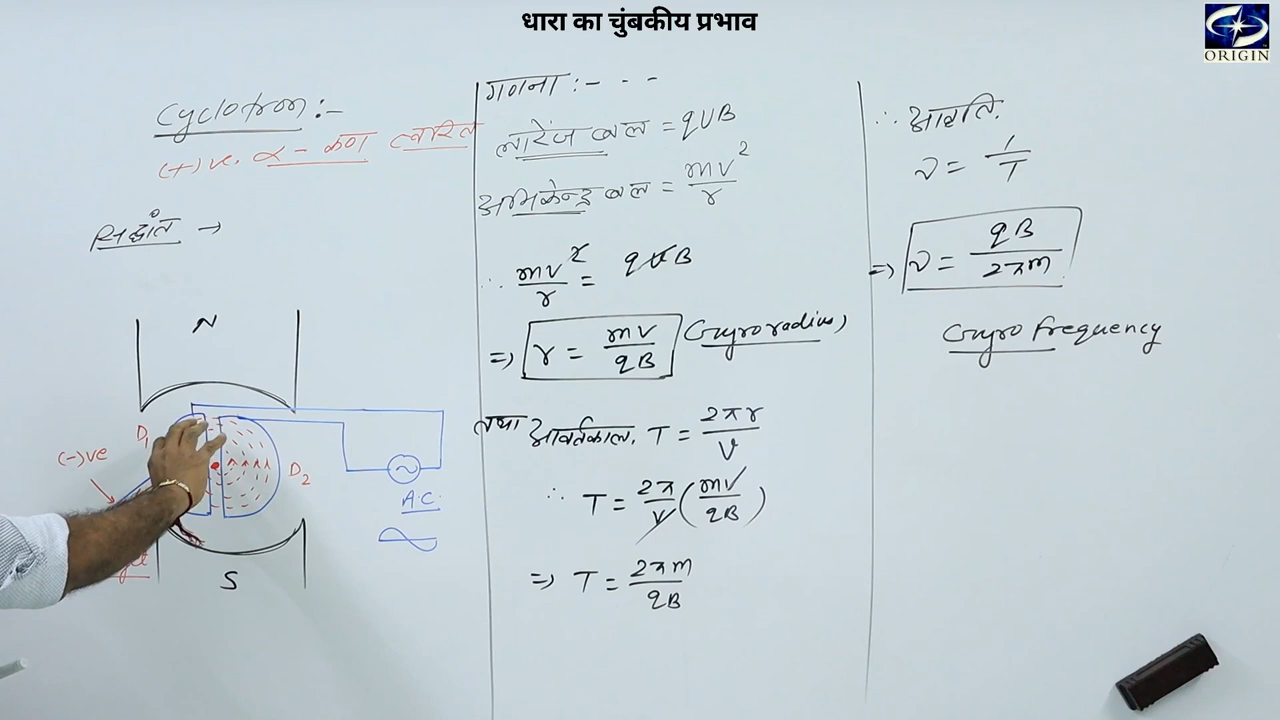 धारा का चुंबकीय प्रभाव
ORIGIN
Cyclotron :-
(+)ve. α - कण त्वरित
सिद्धांत →
N
D₁
(-)ve
D₂
A.C.
S
गणना :- - - -
लारेंज बल = qVB
अभिकेन्द्र बल = mv²/r
∴ mv²/r = qvB
=> r = mv/qB (Gyro radius)
तथा आवर्तकाल, T = 2πr/V
∴ T = 2π/v (mv/qB)
=> T = 2πm/qB
∴ आवृति.
ν = 1/T
=> ν = qB/2πm
Gyro frequency